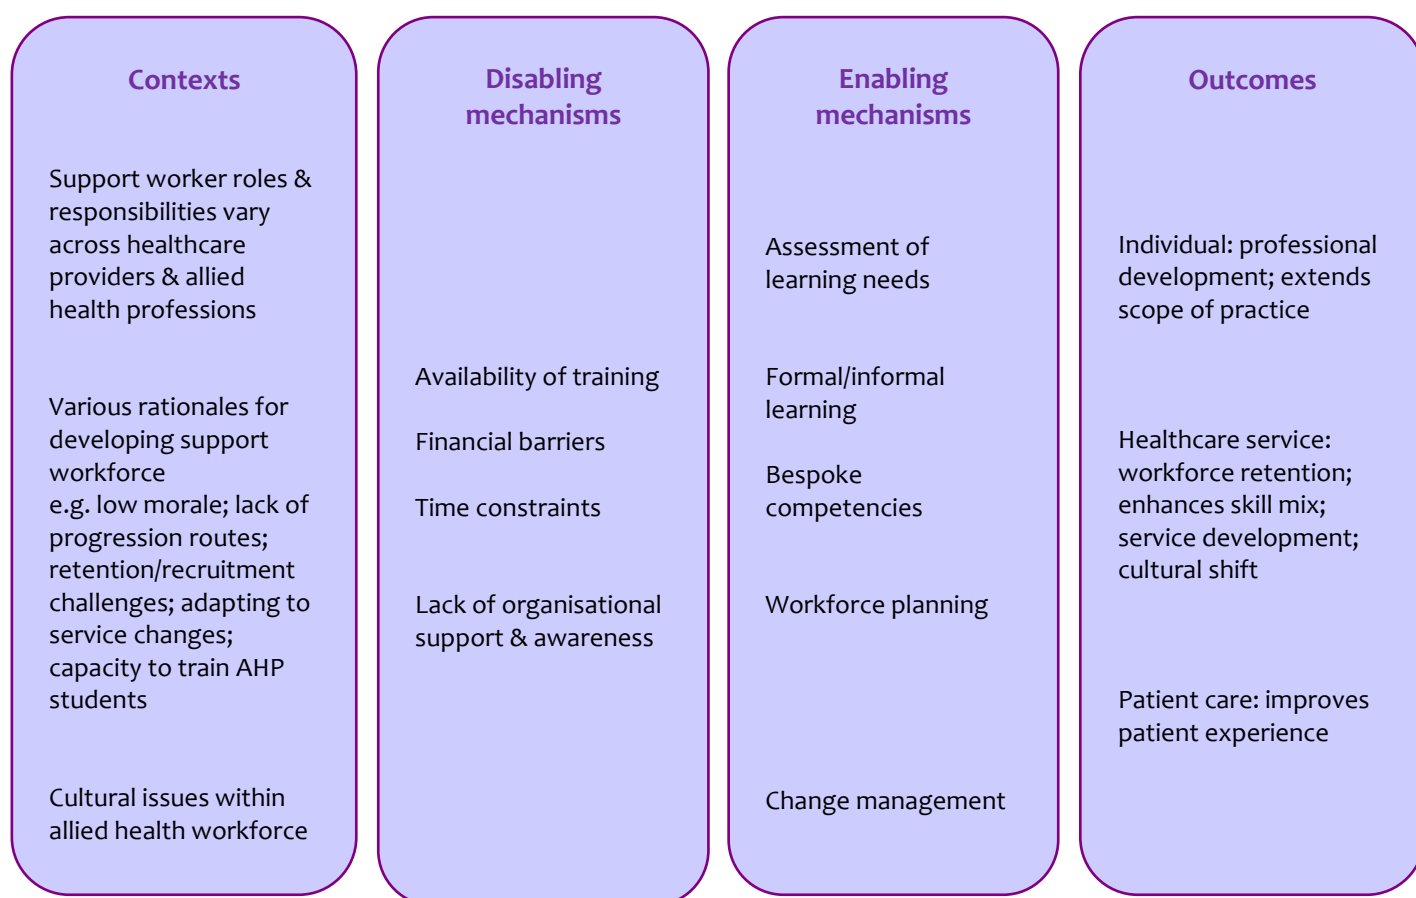 Contexts
Support worker roles &
responsibilities vary
across healthcare
providers & allied
health professions
Various rationales for
developing support
workforce
e.g. low morale; lack of
progression routes;
retention/recruitment
challenges; adapting to
service changes;
capacity to train AHP
students
Cultural issues within
allied health workforce
Disabling
mechanisms
Availability of training
Financial barriers
Time constraints
Lack of organisational
support & awareness
Enabling
mechanisms
Assessment of
learning needs
Formal/informal
learning
Bespoke
competencies
Workforce planning
Change management
Outcomes
Individual: professional
development; extends
scope of practice
Healthcare service:
workforce retention;
enhances skill mix;
service development;
cultural shift
Patient care: improves
patient experience